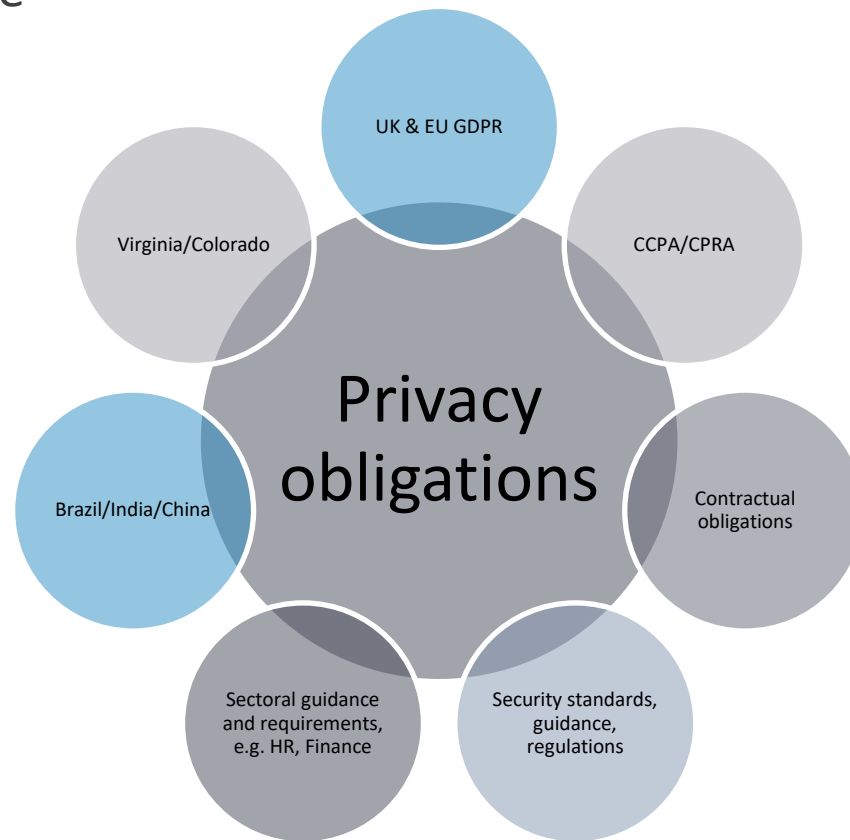 UK & EU GDPR
Virginia/Colorado
CCPA/CPRA
Privacy
obligations
Brazil/India/China
Contractual
obligations
Sectoral guidance
and requirements,
e.g. HR, Finance
Security standards,
guidance,
regulations